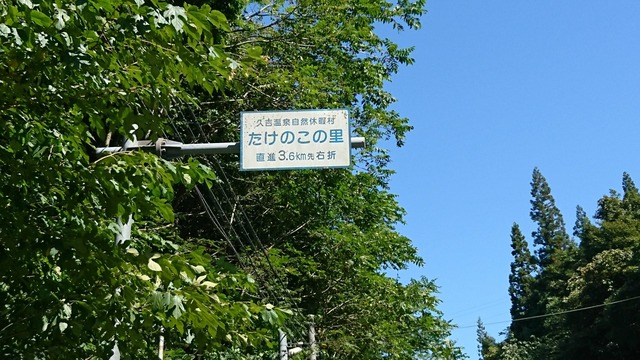 久吉温泉自然休暇村
たけのこの里
直進3.6km先右折